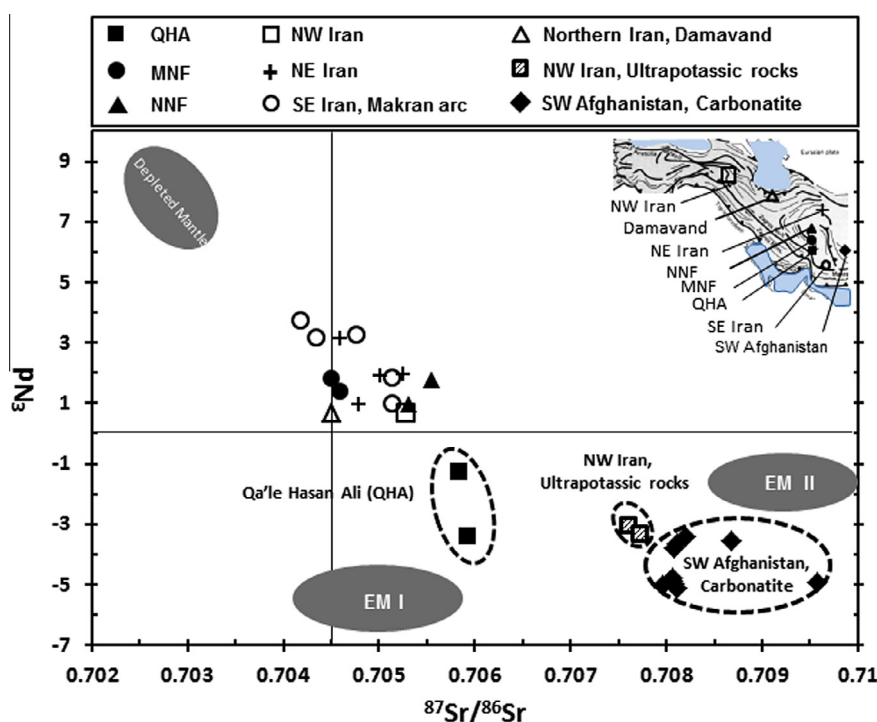 QHA
NW Iran
Northern Iran, Damavand
MNF
NE Iran
NW Iran, Ultrapotassic rocks
NNF
SE Iran, Makran arc
SW Afghanistan, Carbonatite
9
7
5
3
1
-1
-3
-5
-7
εNd
Depleted Mantle
Eurasian plate
NW Iran
Damavand
NE Iran
NNF
MNF
QHA
SE Iran
SW Afghanistan
Qa'le Hasan Ali (QHA)
NW Iran,
Ultrapotassic rocks
EM II
SW Afghanistan,
Carbonatite
EM I
0.702
0.703
0.704
0.705
0.706
0.707
0.708
0.709
0.71
87Sr/86Sr